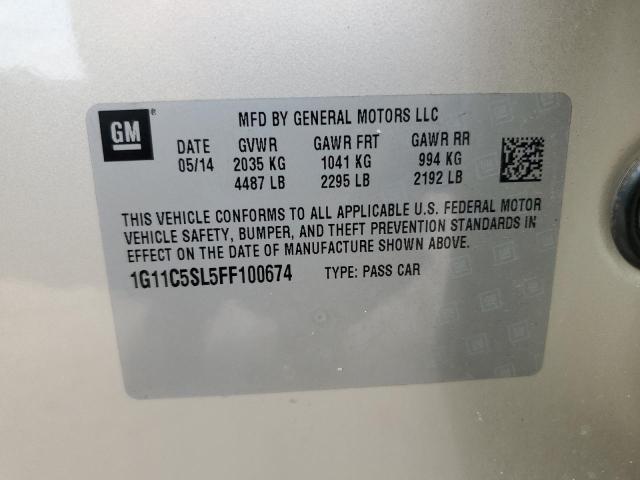 MFD BY GENERAL MOTORS LLC
GM®
DATE GVWR GAWR FRT GAWR RR
05/14 2035 KG 1041 KG 994 KG
4487 LB 2295 LB 2192 LB
THIS VEHICLE CONFORMS TO ALL APPLICABLE U.S. FEDERAL MOTOR
VEHICLE SAFETY, BUMPER, AND THEFT PREVENTION STANDARDS IN
EFFECT ON THE DATE OF MANUFACTURE SHOWN ABOVE.
1G11C5SL5FF100674 TYPE: PASS CAR